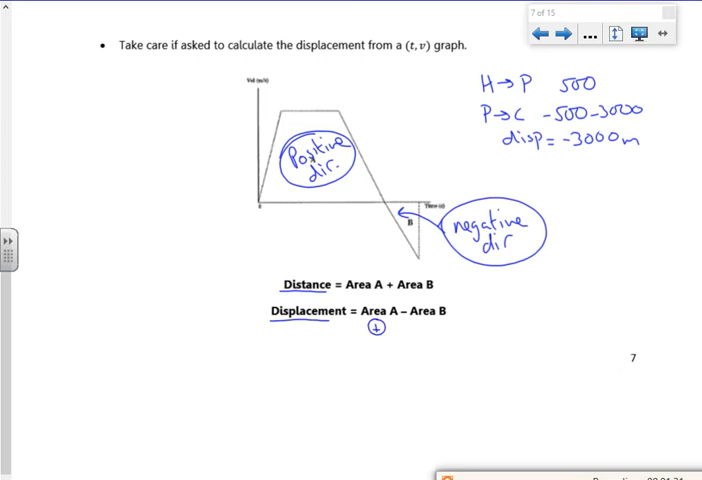 7 of 15
...
• Take care if asked to calculate the displacement from a (t, v) graph.
H → P 500
P → C - 500 - 3000
disp = - 3000 m
Vel (m/s)
Positive
dir.
0
Time (s)
B
negative
dir
Distance = Area A + Area B
Displacement = Area A – Area B
+
7